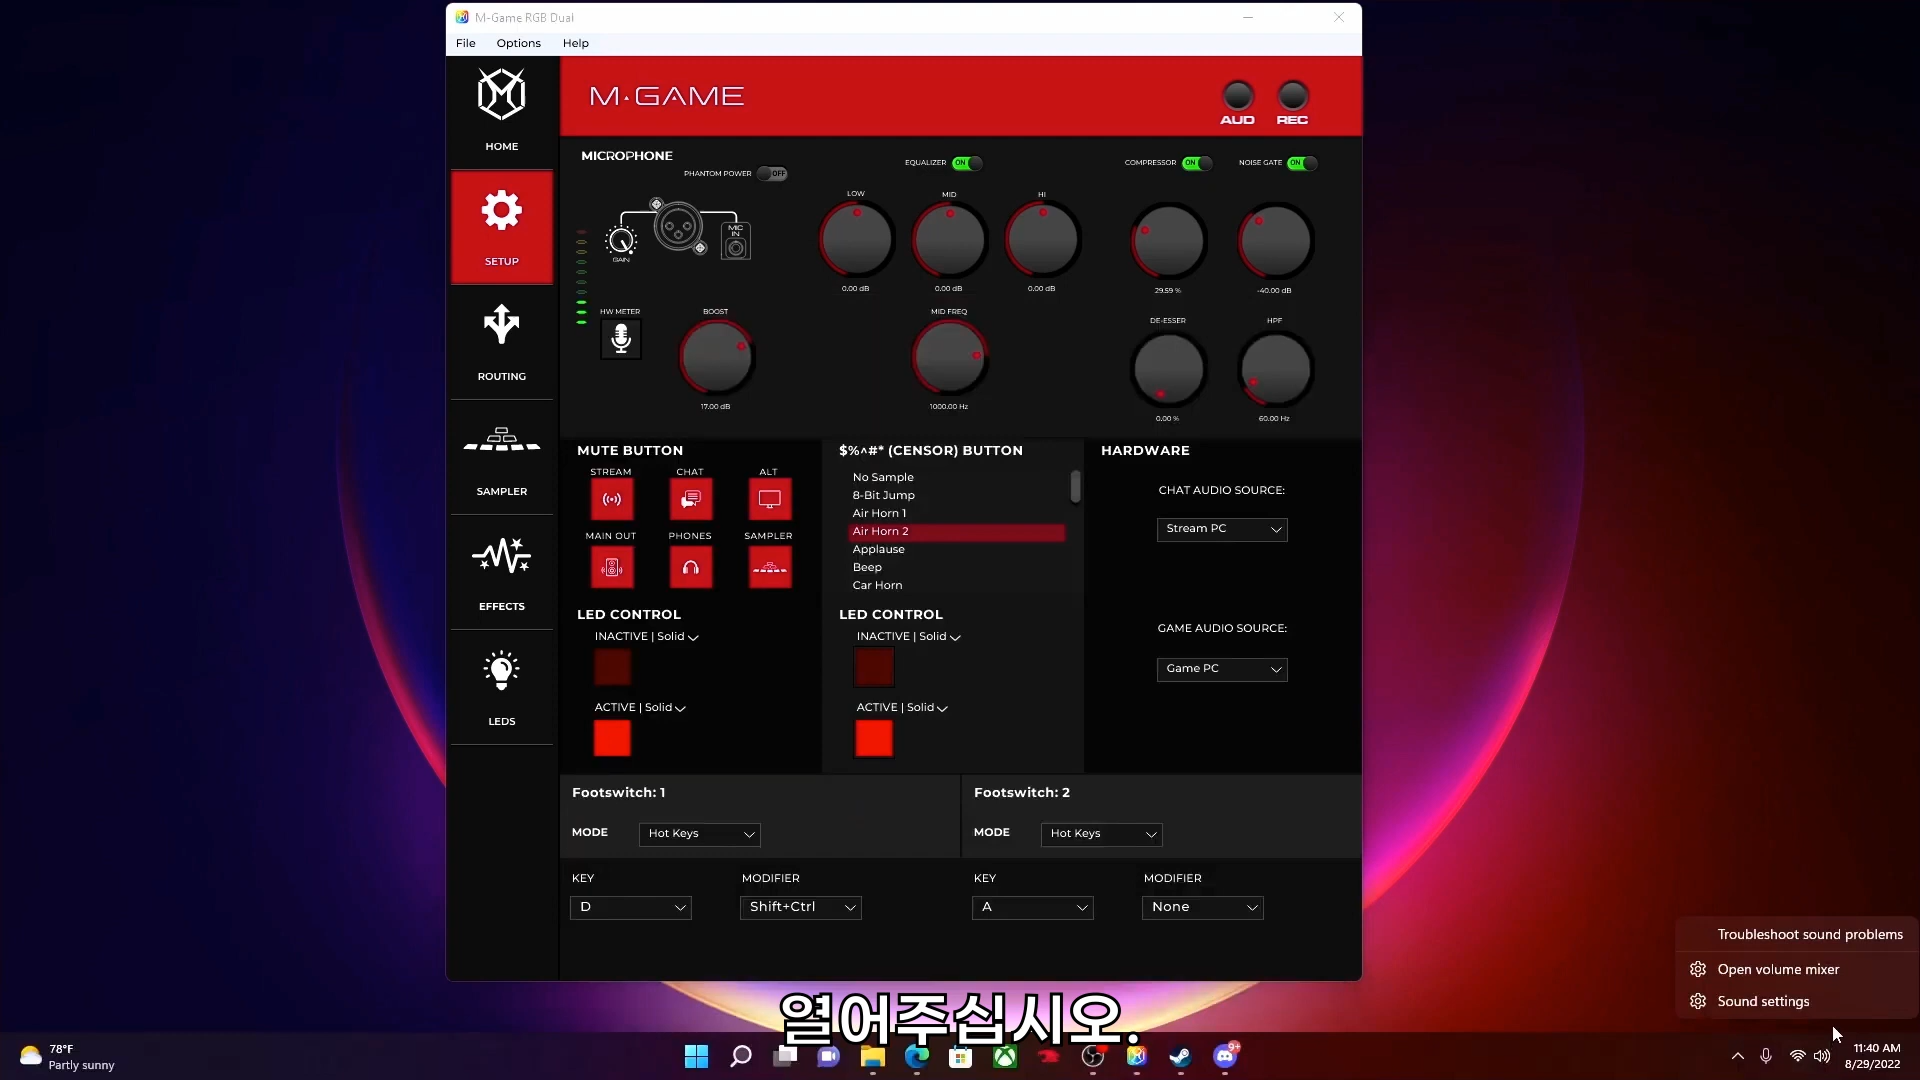 M-Game RGB Dual
File Options Help
M·GAME
AUD REC
HOME
SETUP
ROUTING
SAMPLER
EFFECTS
LEDS
MICROPHONE
PHANTOM POWER OFF
EQUALIZER ON
COMPRESSOR ON
NOISE GATE ON
GAIN
MIC
IN
LOW MID HI
0.00 dB 0.00 dB 0.00 dB
29.59 % -40.00 dB
HW METER
BOOST
17.00 dB
MID FREQ
1000.00 Hz
DE-ESSER HPF
0.00 % 60.00 Hz
MUTE BUTTON
STREAM CHAT ALT
MAIN OUT PHONES SAMPLER
LED CONTROL
INACTIVE | Solid
ACTIVE | Solid
$%^#* (CENSOR) BUTTON
No Sample
8-Bit Jump
Air Horn 1
Air Horn 2
Applause
Beep
Car Horn
LED CONTROL
INACTIVE | Solid
ACTIVE | Solid
HARDWARE
CHAT AUDIO SOURCE:
Stream PC
GAME AUDIO SOURCE:
Game PC
Footswitch: 1
MODE Hot Keys
KEY MODIFIER
D Shift+Ctrl
Footswitch: 2
MODE Hot Keys
KEY MODIFIER
A None
Troubleshoot sound problems
Open volume mixer
Sound settings
열어주십시오.
78°F
Partly sunny
9+
11:40 AM
8/29/2022